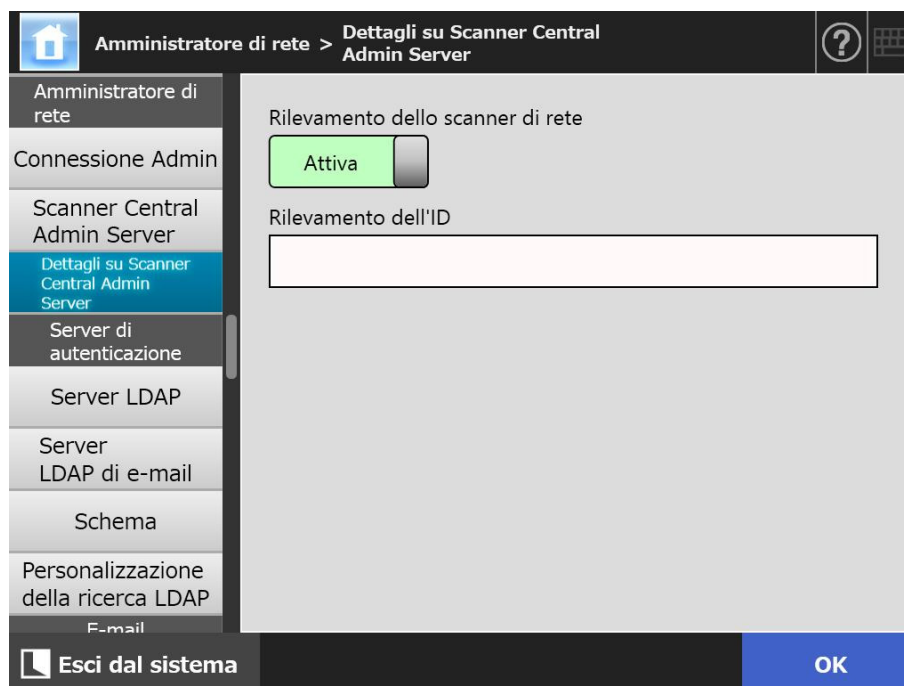 Amministratore di rete > Dettagli su Scanner Central
Admin Server
?
Amministratore di
rete
Connessione Admin
Scanner Central
Admin Server
Dettagli su Scanner
Central Admin
Server
Server di
autenticazione
Server LDAP
Server
LDAP di e-mail
Schema
Personalizzazione
della ricerca LDAP
E-mail
Rilevamento dello scanner di rete
Attiva
Rilevamento dell'ID
Esci dal sistema
OK